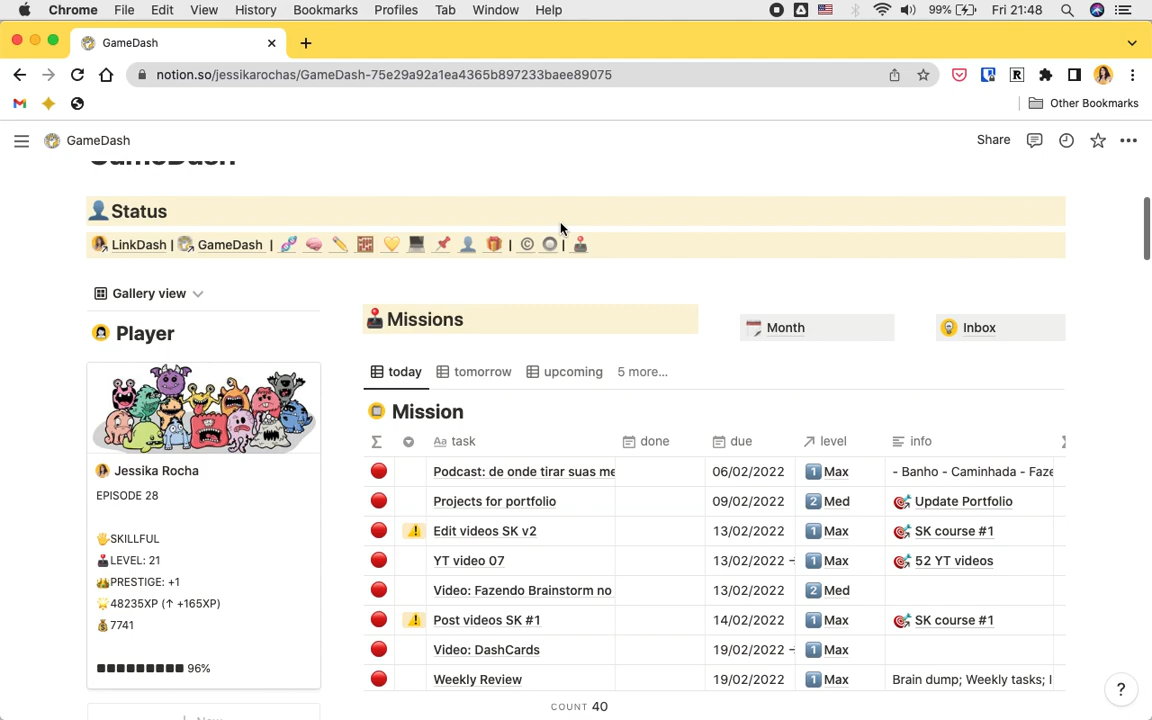 Chrome File Edit View History Bookmarks Profiles Tab Window Help 99% Fri 21:48
GameDash
notion.so/jessikarochas/GameDash-75e29a92a1ea4365b897233baee89075
Other Bookmarks
GameDash Share
GameDash
Status
LinkDash | GameDash | | © |
Gallery view
Missions Month Inbox
Player
today tomorrow upcoming 5 more...
Mission
Σ Aa task done due level info
Podcast: de onde tirar suas me 06/02/2022 1 Max - Banho - Caminhada - Faze
Projects for portfolio 09/02/2022 2 Med Update Portfolio
Edit videos SK v2 13/02/2022 1 Max SK course #1
YT video 07 13/02/2022 1 Max 52 YT videos
Video: Fazendo Brainstorm no 13/02/2022 2 Med
Post videos SK #1 14/02/2022 1 Max SK course #1
Video: DashCards 19/02/2022 1 Max
Weekly Review 19/02/2022 1 Max Brain dump; Weekly tasks; I
COUNT 40
Jessika Rocha
EPISODE 28
SKILLFUL
LEVEL: 21
PRESTIGE: +1
48235XP (↑ +165XP)
7741
96%
?